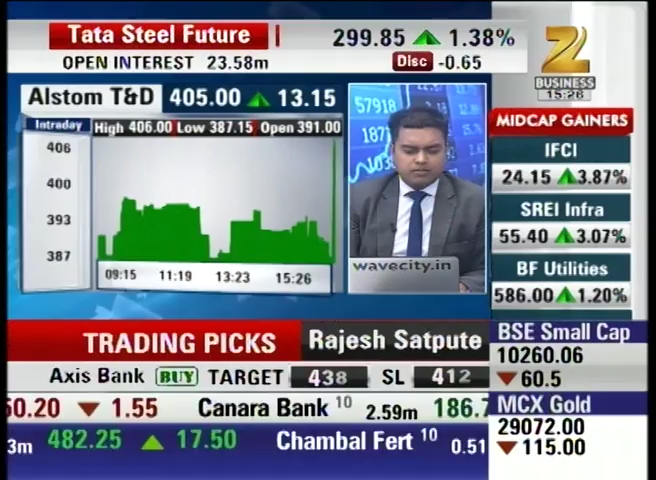 Tata Steel Future
299.85 1.38%
OPEN INTEREST 23.58m
Disc -0.65
Z
BUSINESS
15:26
Alstom T&D 405.00 13.15
Intraday High 406.00 Low 387.15 Open 391.00
406
400
393
387
09:15 11:19 13:23 15:26
57918
187
103
wavecity.in
MIDCAP GAINERS
IFCI
24.15 3.87%
SREI Infra
55.40 3.07%
BF Utilities
586.00 1.20%
TRADING PICKS Rajesh Satpute
Axis Bank BUY TARGET 438 SL 412
BSE Small Cap
10260.06
60.5
MCX Gold
29072.00
115.00
60.20 1.55 Canara Bank 10 2.59m 186.7
3m 482.25 17.50 Chambal Fert 10 0.51